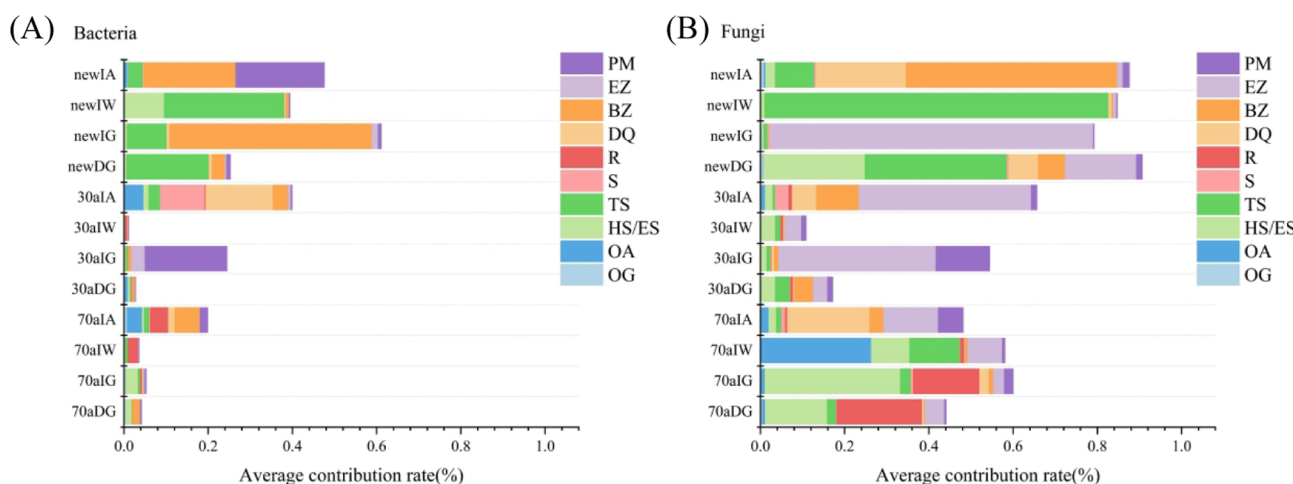 (A) Bacteria
newIA
newIW
newIG
newDG
30aIA
30aIW
30aIG
30aDG
70aIA
70aIW
70aIG
70aDG
0.0 0.2 0.4 0.6 0.8 1.0
Average contribution rate(%)
PM
EZ
BZ
DQ
R
S
TS
HS/ES
OA
OG
(B) Fungi
newIA
newIW
newIG
newDG
30aIA
30aIW
30aIG
30aDG
70aIA
70aIW
70aIG
70aDG
0.0 0.2 0.4 0.6 0.8 1.0
Average contribution rate(%)
PM
EZ
BZ
DQ
R
S
TS
HS/ES
OA
OG